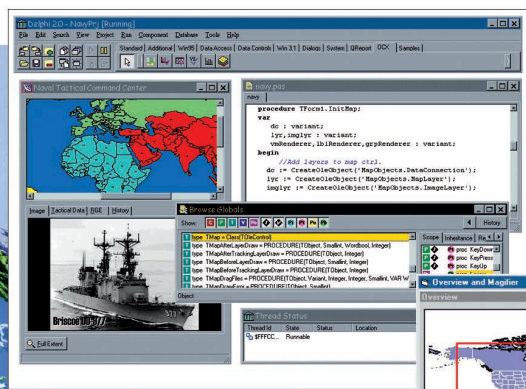 Delphi 2.0 - NavyPrj [Running]
File Edit Search View Project Run Component Database Tools Help
Standard Additional Win95 Data Access Data Controls Win 3.1 Dialogs System QReport OCX Samples
Naval Tactical Command Center
Image Tactical Data RGE History
Briscoe DD-977
Full Extent
navy.pas
navy
procedure TForm1.InitMap;
var
dc : variant;
lyr,imglyr : variant;
vmRenderer,lblRenderer,grpRenderer : variant;
begin
//Add layers to map ctrl.
dc := CreateOleObject('MapObjects.DataConnection');
lyr := CreateOleObject('MapObjects.MapLayer');
imglyr := CreateOleObject('MapObjects.ImageLayer');
Browse Globals
Show: History
type TMap = Class(TOleControl)
type TMapAfterLayerDraw = PROCEDURE(TObject, Smallint, Wordbool, Integer)
type TMapAfterTrackingLayerDraw = PROCEDURE(TObject, Integer)
type TMapBeforeLayerDraw = PROCEDURE(TObject, Smallint, Integer)
type TMapBeforeTrackingLayerDraw = PROCEDURE(TObject, Integer)
type TMapDragFiles = PROCEDURE(TObject, Variant, Integer, Integer, Smallint, VAR W
Object
Scope Inheritance Re
proc KeyDown
proc KeyPress
proc KeyUp
Thread Status
Thread Id State Status Location
$FFFCC... Runnable
Overview and Magifier
Overview